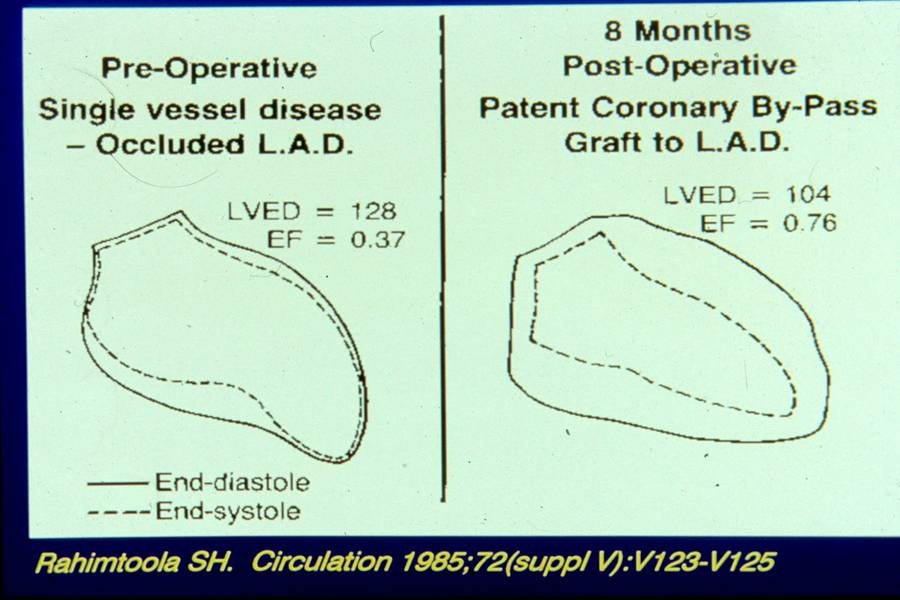 Pre-Operative
Single vessel disease
– Occluded L.A.D.
LVED = 128
EF = 0.37
End-diastole
End-systole
8 Months
Post-Operative
Patent Coronary By-Pass
Graft to L.A.D.
LVED = 104
EF = 0.76
Rahimtoola SH. Circulation 1985;72(suppl V):V123-V125